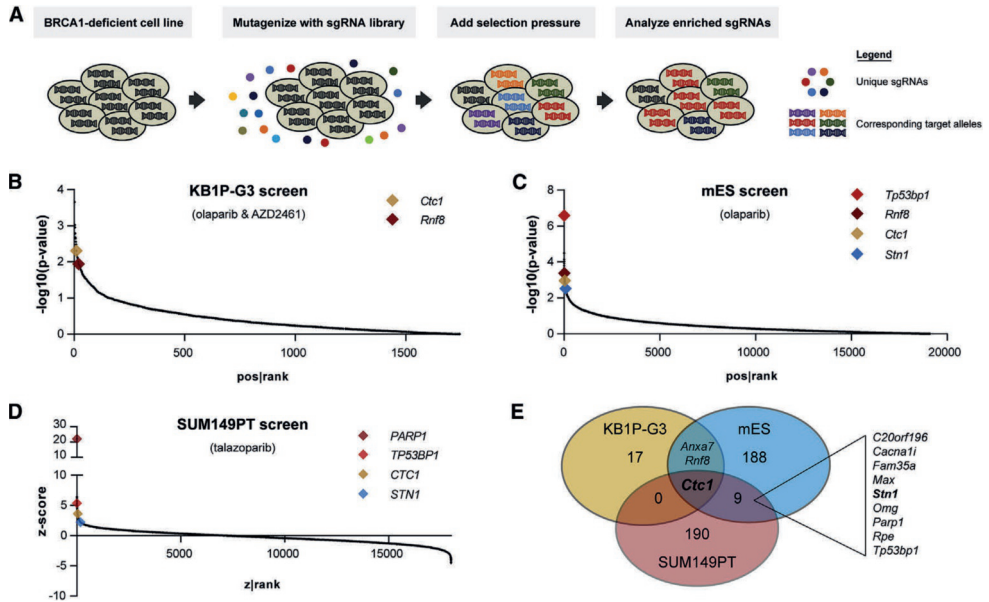 A
BRCA1-deficient cell line
Mutagenize with sgRNA library
Add selection pressure
Analyze enriched sgRNAs
Legend
Unique sgRNAs
Corresponding target alleles
B
KB1P-G3 screen
(olaparib & AZD2461)
Ctc1
Rnf8
-log10(p-value)
4
3
2
1
0
0
500
1000
1500
pos|rank
C
mES screen
(olaparib)
Tp53bp1
Rnf8
Ctc1
Stn1
-log10(p-value)
8
6
4
2
0
0
5000
10000
15000
20000
pos|rank
D
SUM149PT screen
(talazoparib)
PARP1
TP53BP1
CTC1
STN1
z-score
30
20
10
10
5
0
-5
-10
5000
10000
15000
z|rank
E
KB1P-G3
17
Anxa7
Rnf8
mES
188
Ctc1
0
9
190
SUM149PT
C20orf196
Cacna1i
Fam35a
Max
Stn1
Omg
Parp1
Rpe
Tp53bp1